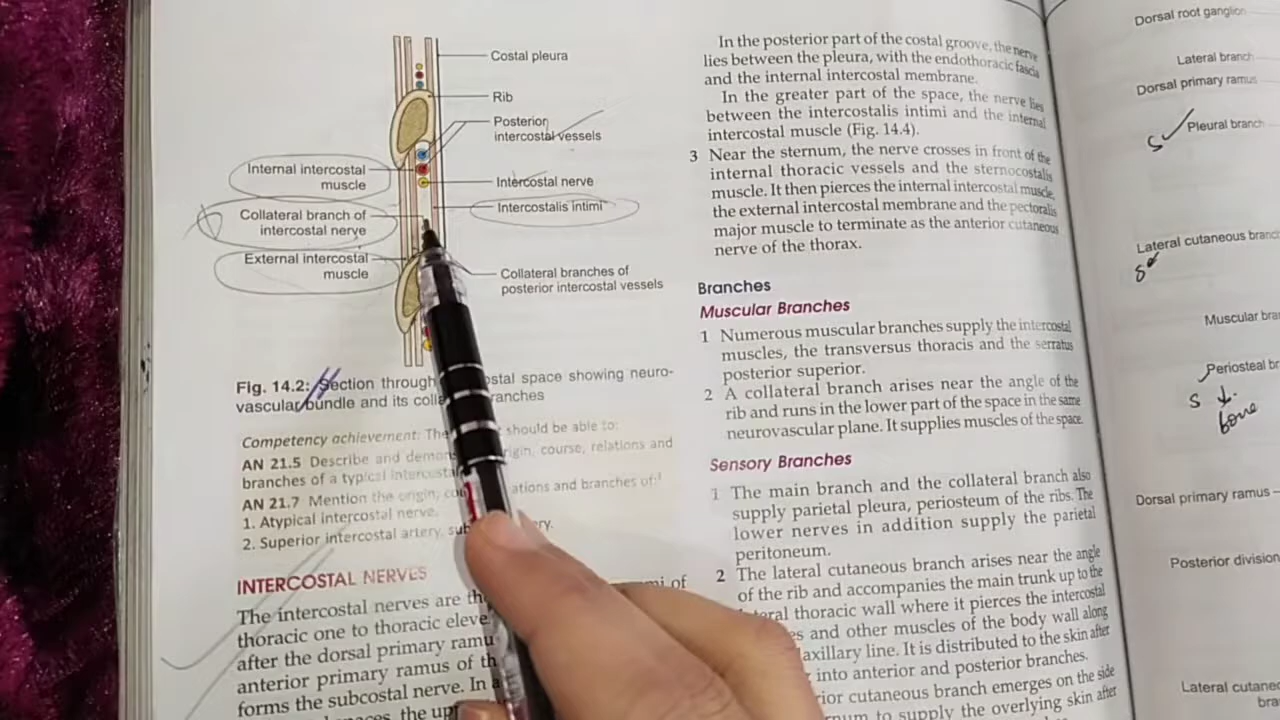 Costal pleura
Rib
Posterior
intercostal vessels
Internal intercostal
muscle
Intercostal nerve
Collateral branch of
intercostal nerve
Intercostalis intimi
External intercostal
muscle
Collateral branches of
posterior intercostal vessels
Fig. 14.2: Section through space showing neuro-
vascular bundle and its
Competency achievement: The should be able to:
AN 21.5 Describe and course, relations and
branches of a typical
AN 21.7 Mention the origin, and branches of:¹
1. Atypical intercostal nerve.
2. Superior intercostal artery,
INTERCOSTAL NERVES
The intercostal nerves are
thoracic one to thoracic
after the dorsal primary
anterior primary ramus of
forms the subcostal nerve. In
the
of
In the posterior part of the costal groove, the nerve
lies between the pleura, with the endothoracic fascia
and the internal intercostal membrane.
In the greater part of the space, the nerve lies
between the intercostalis intimi and the internal
intercostal muscle (Fig. 14.4).
3 Near the sternum, the nerve crosses in front of the
internal thoracic vessels and the sternocostalis
muscle. It then pierces the internal intercostal muscle,
the external intercostal membrane and the pectoralis
major muscle to terminate as the anterior cutaneous
nerve of the thorax.
Branches
Muscular Branches
1 Numerous muscular branches supply the intercostal
muscles, the transversus thoracis and the serratus
posterior superior.
2 A collateral branch arises near the angle of the
rib and runs in the lower part of the space in the same
neurovascular plane. It supplies muscles of the space.
Sensory Branches
1 The main branch and the collateral branch also
supply parietal pleura, periosteum of the ribs. The
lower nerves in addition supply the parietal
peritoneum.
2 The lateral cutaneous branch arises near the angle
of the rib and accompanies the main trunk up to the
thoracic wall where it pierces the intercostal
and other muscles of the body wall along
axillary line. It is distributed to the skin after
into anterior and posterior branches.
cutaneous branch emerges on the side
to supply the overlying skin after
Dorsal root ganglion
Lateral branch
Dorsal primary ramus
S Pleural branch
Lateral cutaneous
S
Muscular
Periosteal
S
bone
Dorsal primary ramus
Posterior division
Lateral